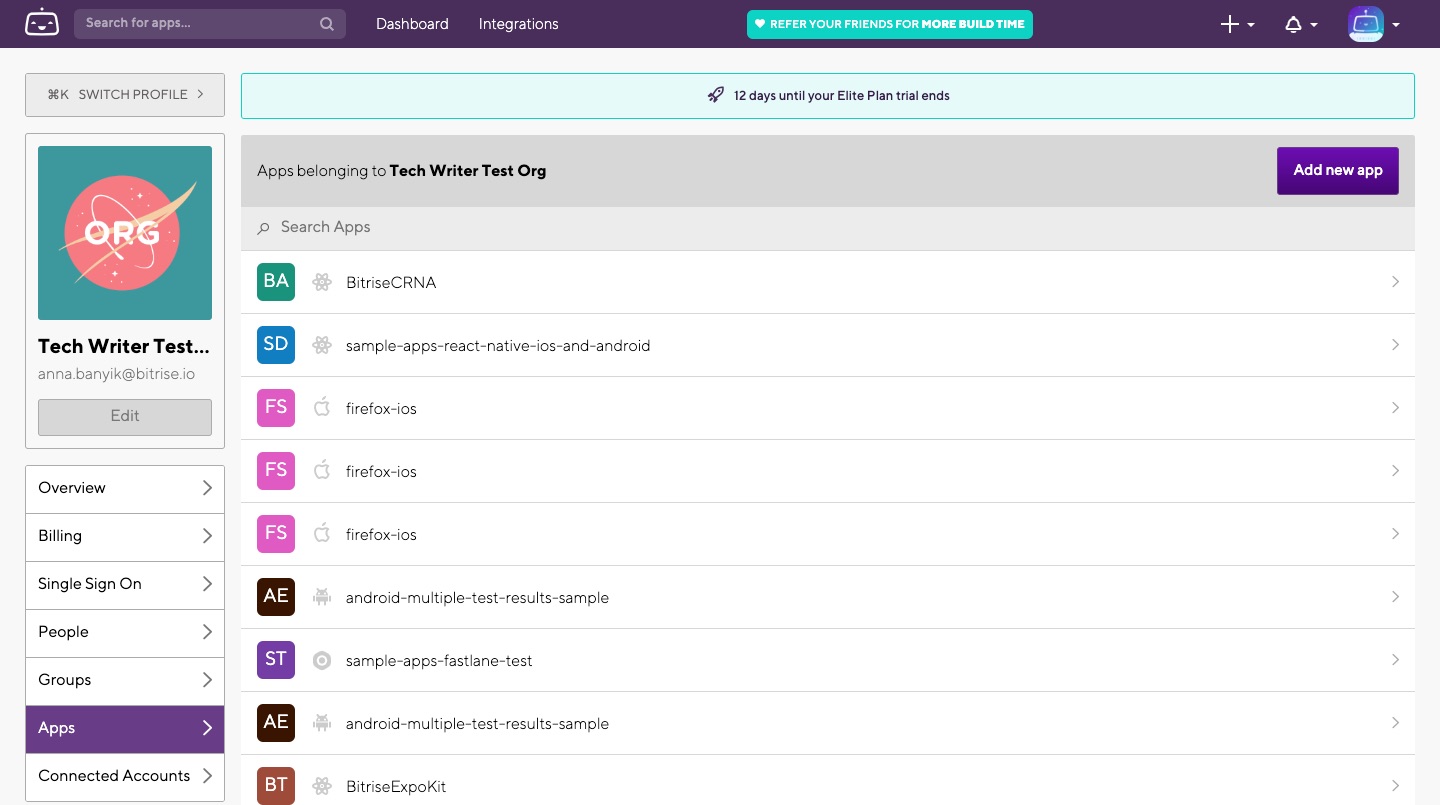 Search for apps...
Dashboard
Integrations
REFER YOUR FRIENDS FOR MORE BUILD TIME
⌘K SWITCH PROFILE
12 days until your Elite Plan trial ends
ORG
Tech Writer Test...
anna.banyik@bitrise.io
Edit
Overview
Billing
Single Sign On
People
Groups
Apps
Connected Accounts
Apps belonging to Tech Writer Test Org
Add new app
Search Apps
BA BitriseCRNA
SD sample-apps-react-native-ios-and-android
FS firefox-ios
FS firefox-ios
FS firefox-ios
AE android-multiple-test-results-sample
ST sample-apps-fastlane-test
AE android-multiple-test-results-sample
BT BitriseExpoKit